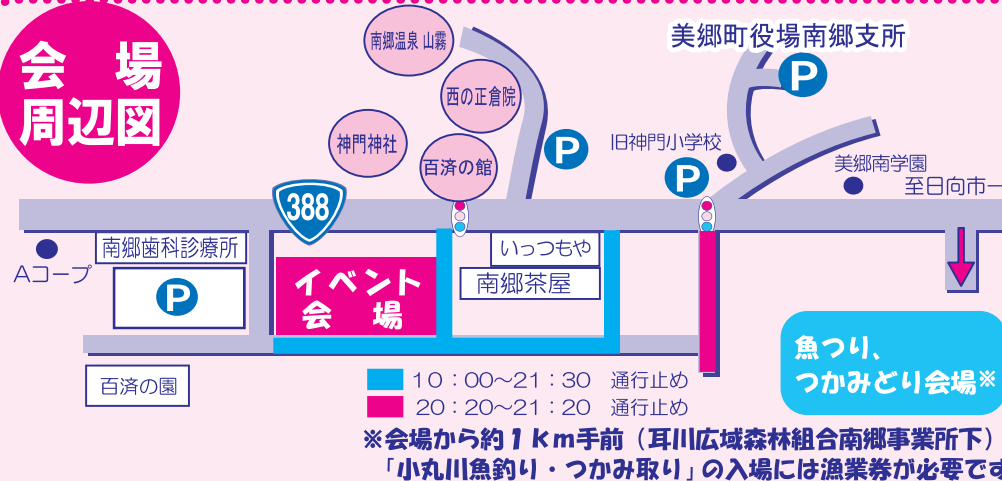 会場
周辺図
南郷温泉 山霧
西の正倉院
神門神社
百済の館
P
美郷町役場南郷支所
P
旧神門小学校
P
美郷南学園
至日向市
388
Aコープ
南郷歯科診療所
P
イベント
会場
いっつもや
南郷茶屋
百済の園
魚つり、
つかみどり会場※
10：00～21：30 通行止め
20：20～21：20 通行止め
※会場から約1Km手前（耳川広域森林組合南郷事業所下）
「小丸川魚釣り・つかみ取り」の入場には漁業券が必要です